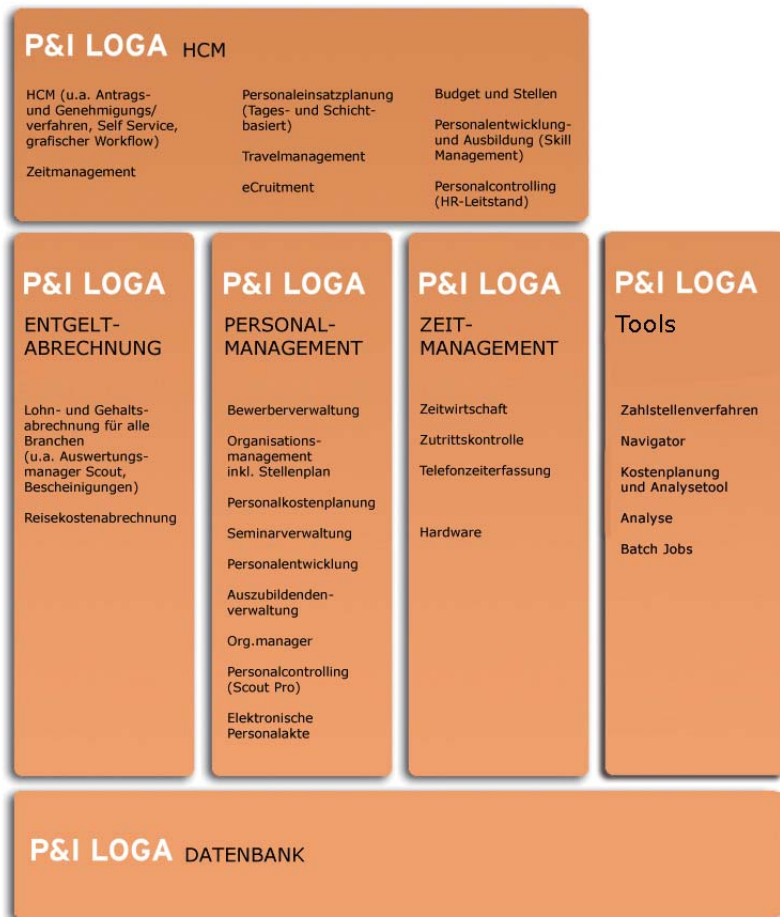 P&I LOGA HCM
HCM (u.a. Antrags-
und Genehmigungs/
verfahren, Self Service,
grafischer Workflow)
Zeitmanagement
Personaleinsatzplanung
(Tages- und Schicht-
basiert)
Travelmanagement
eCruitment
Budget und Stellen
Personalentwicklung-
und Ausbildung (Skill
Management)
Personalcontrolling
(HR-Leitstand)
P&I LOGA
ENTGELT-
ABRECHNUNG
Lohn- und Gehalts-
abrechnung für alle
Branchen
(u.a. Auswertungs-
manager Scout,
Bescheinigungen)
Reisekostenabrechnung
P&I LOGA
PERSONAL-
MANAGEMENT
Bewerberverwaltung
Organisations-
management
inkl. Stellenplan
Personalkostenplanung
Seminarverwaltung
Personalentwicklung
Auszubildenden-
verwaltung
Org.manager
Personalcontrolling
(Scout Pro)
Elektronische
Personalakte
P&I LOGA
ZEIT-
MANAGEMENT
Zeitwirtschaft
Zutrittskontrolle
Telefonzeiterfassung
Hardware
P&I LOGA
Tools
Zahlstellenverfahren
Navigator
Kostenplanung
und Analysetool
Analyse
Batch Jobs
P&I LOGA DATENBANK